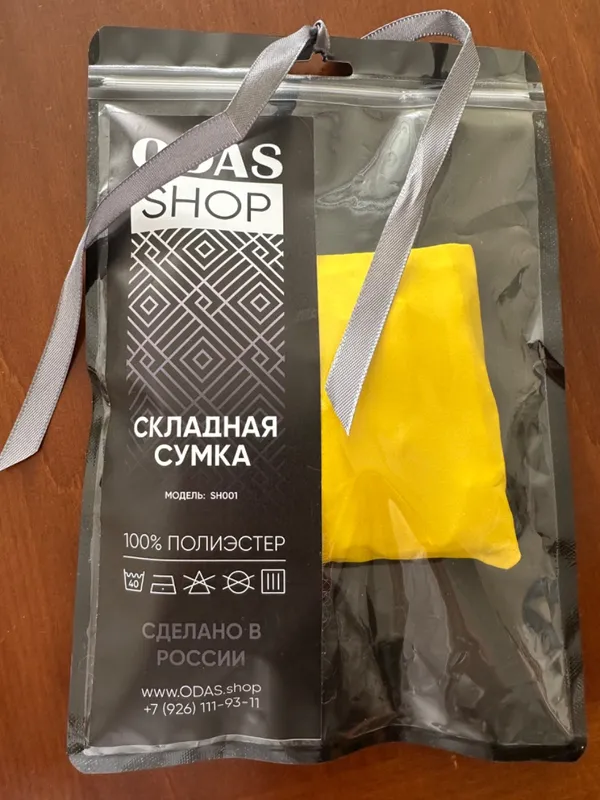 ODAS
SHOP
СКЛАДНАЯ
СУМКА
МОДЕЛЬ: SH001
100% ПОЛИЭСТЕР
40
СДЕЛАНО В
РОССИИ
www.ODAS.shop
+7 (926) 111-93-11